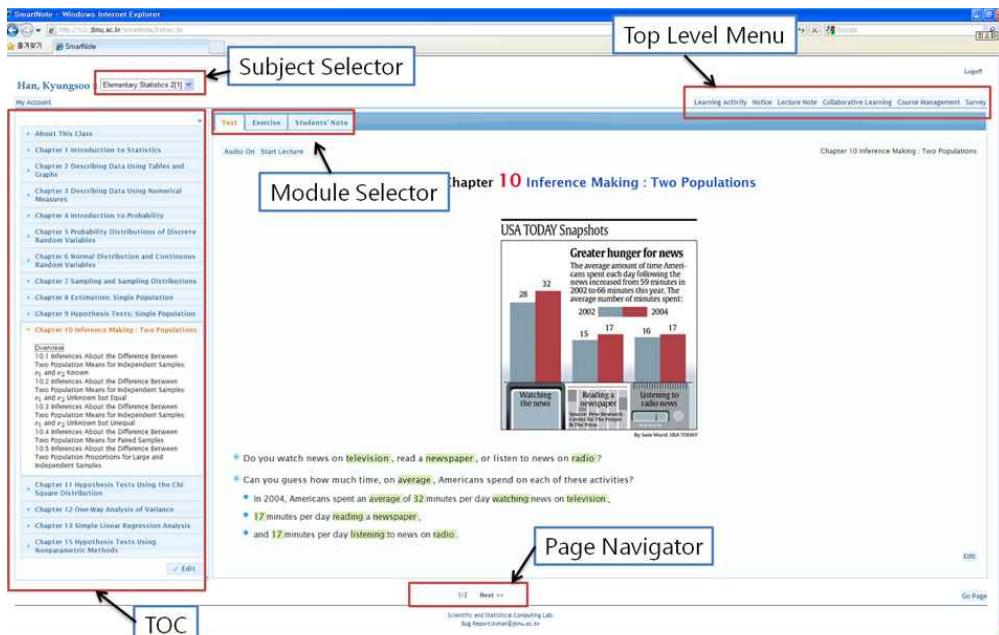 SmartNote - Windows Internet Explorer
SmartNote
Top Level Menu
Subject Selector
Logoff
Han, Kyungsoo : Elementary Statistics 2[1]
My Account
Learning Activity Notice Lecture Note Collaborative Learning Course Management Survey
Text Exercise Students' Note
About This Class
Chapter 1 Introduction to Statistics
Chapter 2 Describing Data Using Tables and
Graphs
Chapter 3 Describing Data Using Numerical
Measures
Chapter 4 Introduction to Probability
Chapter 5 Probability Distributions of Discrete
Random Variables
Chapter 6 Normal Distribution and Continuous
Random Variables
Chapter 7 Sampling and Sampling Distributions
Chapter 8 Estimation: Single Population
Chapter 9 Hypothesis Tests: Single Population
Chapter 10 Inference Making : Two Populations
Overview
10.1 Inferences About the Difference Between
Two Population Means for Independent Samples:
σ1 and σ2 Known
10.2 Inferences About the Difference Between
Two Population Means for Independent Samples:
σ1 and σ2 Unknown but Equal
10.3 Inferences About the Difference Between
Two Population Means for Independent Samples:
σ1 and σ2 Unknown but Unequal
10.4 Inferences About the Difference Between
Two Population Means for Paired Samples
10.5 Inferences About the Difference Between
Two Population Proportions for Large and
Independent Samples
Chapter 11 Hypothesis Tests Using the Chi-
Square Distribution
Chapter 12 One-Way Analysis of Variance
Chapter 13 Simple Linear Regression Analysis
Chapter 15 Hypothesis Tests Using
Nonparametric Methods
Edit
TOC
Audio On Start Lecture
Chapter 10 Inference Making : Two Populations
Module Selector
Chapter 10 Inference Making : Two Populations
USA TODAY Snapshots
Greater hunger for news
The average amount of time Ameri-
cans spent each day following the
news increased from 59 minutes in
2002 to 66 minutes this year. The
average number of minutes spent:
2002 2004
28 32
15 17
16 17
Watching
the news
Reading a
newspaper
Listening to
radio news
Source: Pew Research
Center for The People
& The Press
By Sam Ward, USA TODAY
Do you watch news on television, read a newspaper, or listen to news on radio?
Can you guess how much time, on average, Americans spend on each of these activities?
In 2004, Americans spent an average of 32 minutes per day watching news on television,
17 minutes per day reading a newspaper,
and 17 minutes per day listening to news on radio.
Page Navigator
Edit
1/2 Next >>
Go Page
Scientific and Statistical Computing Lab.
Bug Report:kshan@jbnu.ac.kr